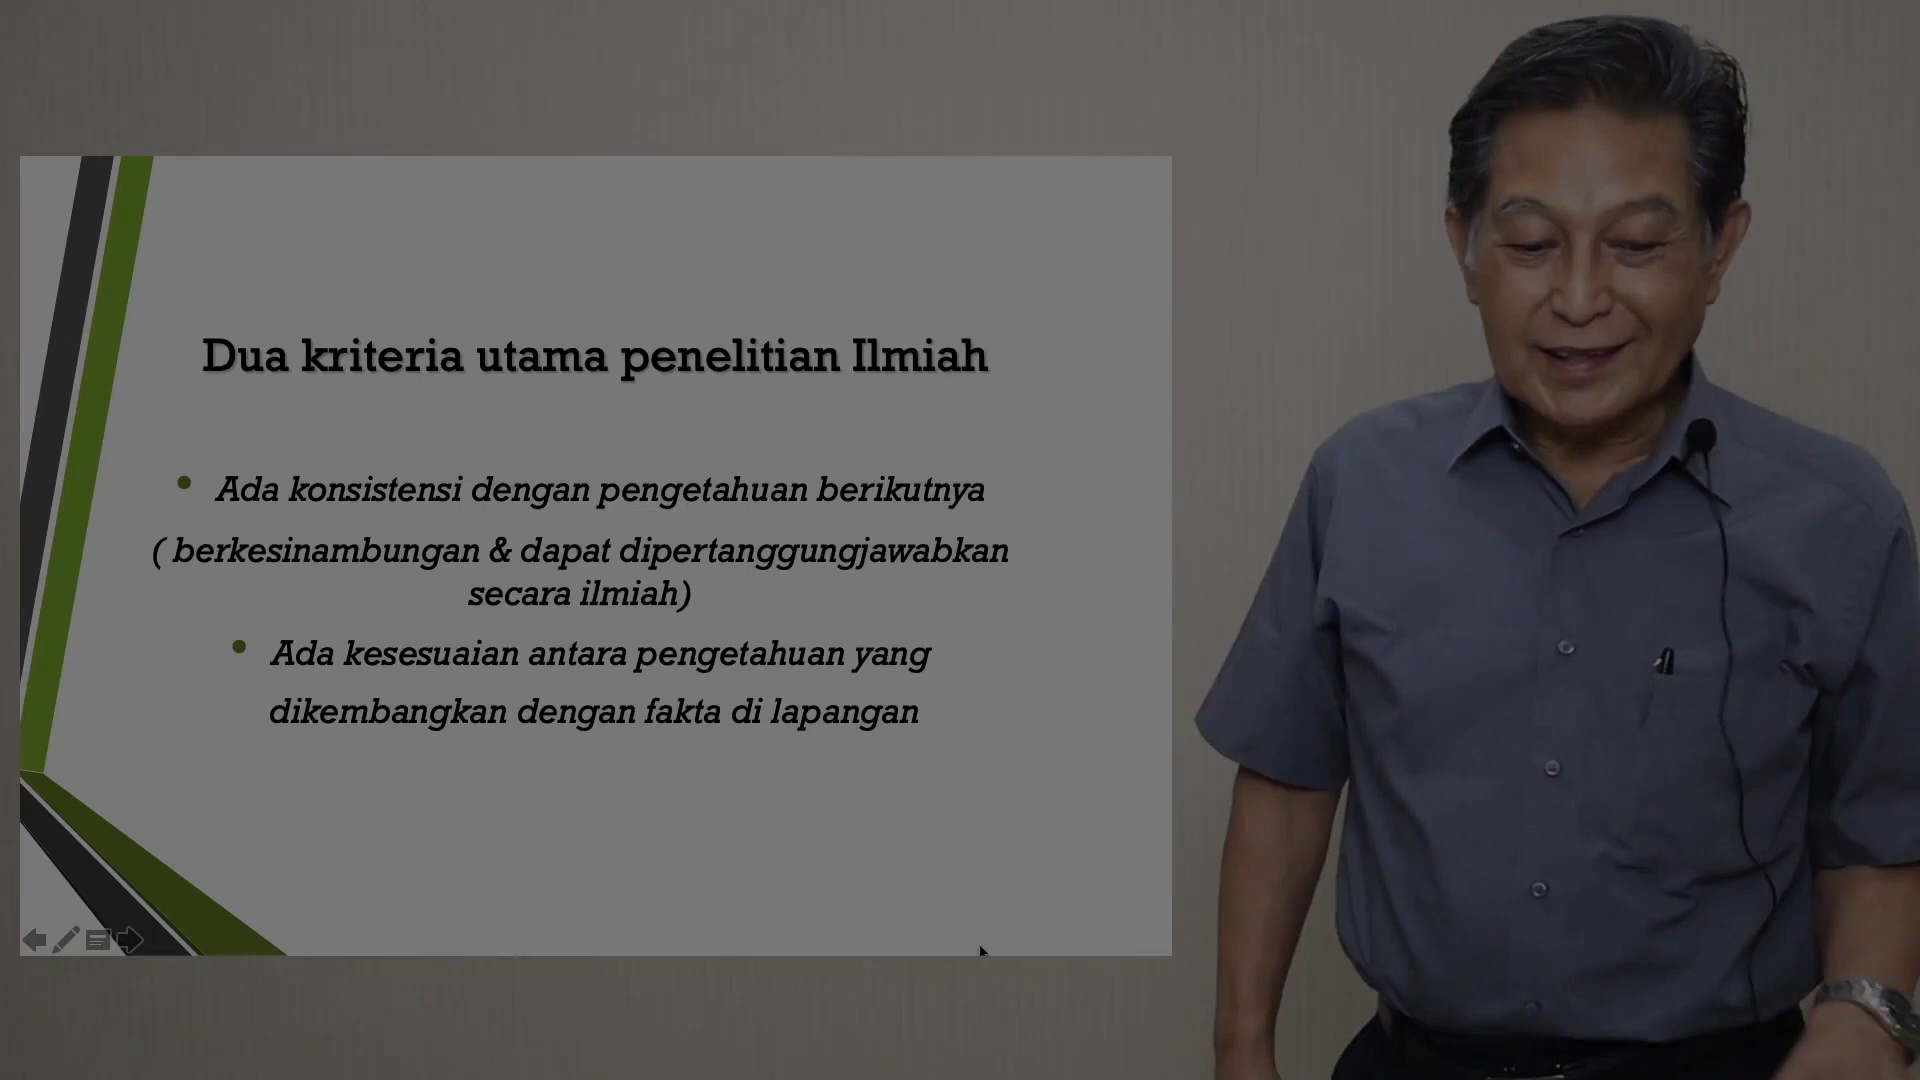 Dua kriteria utama penelitian Ilmiah
• Ada konsistensi dengan pengetahuan berikutnya
( berkesinambungan & dapat dipertanggungjawabkan
secara ilmiah)
• Ada kesesuaian antara pengetahuan yang
dikembangkan dengan fakta di lapangan